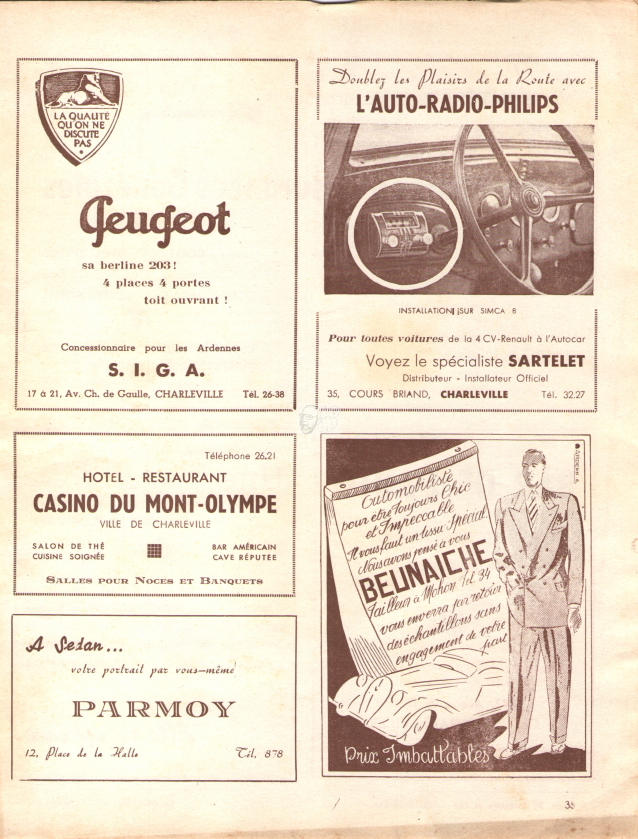 LA QUALITÉ
QU'ON NE
DISCUTE
PAS
Peugeot
sa berline 203 !
4 places 4 portes
toit ouvrant !
Concessionnaire pour les Ardennes
S. I. G. A.
17 à 21, Av. Ch. de Gaulle, CHARLEVILLE Tél. 26-38
Doublez les Plaisirs de la Route avec
L'AUTO-RADIO-PHILIPS
INSTALLATION SUR SIMCA 8
Pour toutes voitures de la 4 CV-Renault à l'Autocar
Voyez le spécialiste SARTELET
Distributeur - Installateur Officiel
35, COURS BRIAND, CHARLEVILLE Tél. 32.27
Téléphone 26.21
HOTEL - RESTAURANT
CASINO DU MONT-OLYMPE
VILLE DE CHARLEVILLE
SALON DE THÉ BAR AMÉRICAIN
CUISINE SOIGNÉE CAVE RÉPUTÉE
SALLES POUR NOCES ET BANQUETS
A Sedan...
votre portrait par vous-même
PARMOY
12, Place de la Halle Tél. 878
Automobiliste
pour être Toujours Chic
et Impeccable
Il vous faut un tissu Spécial
Nous avons pensé à vous
BEUNAICHE
Tailleur à Mohon Tel. 34
vous enverra par retour
des échantillons sans
engagement de votre
part
Prix Imbattables
35